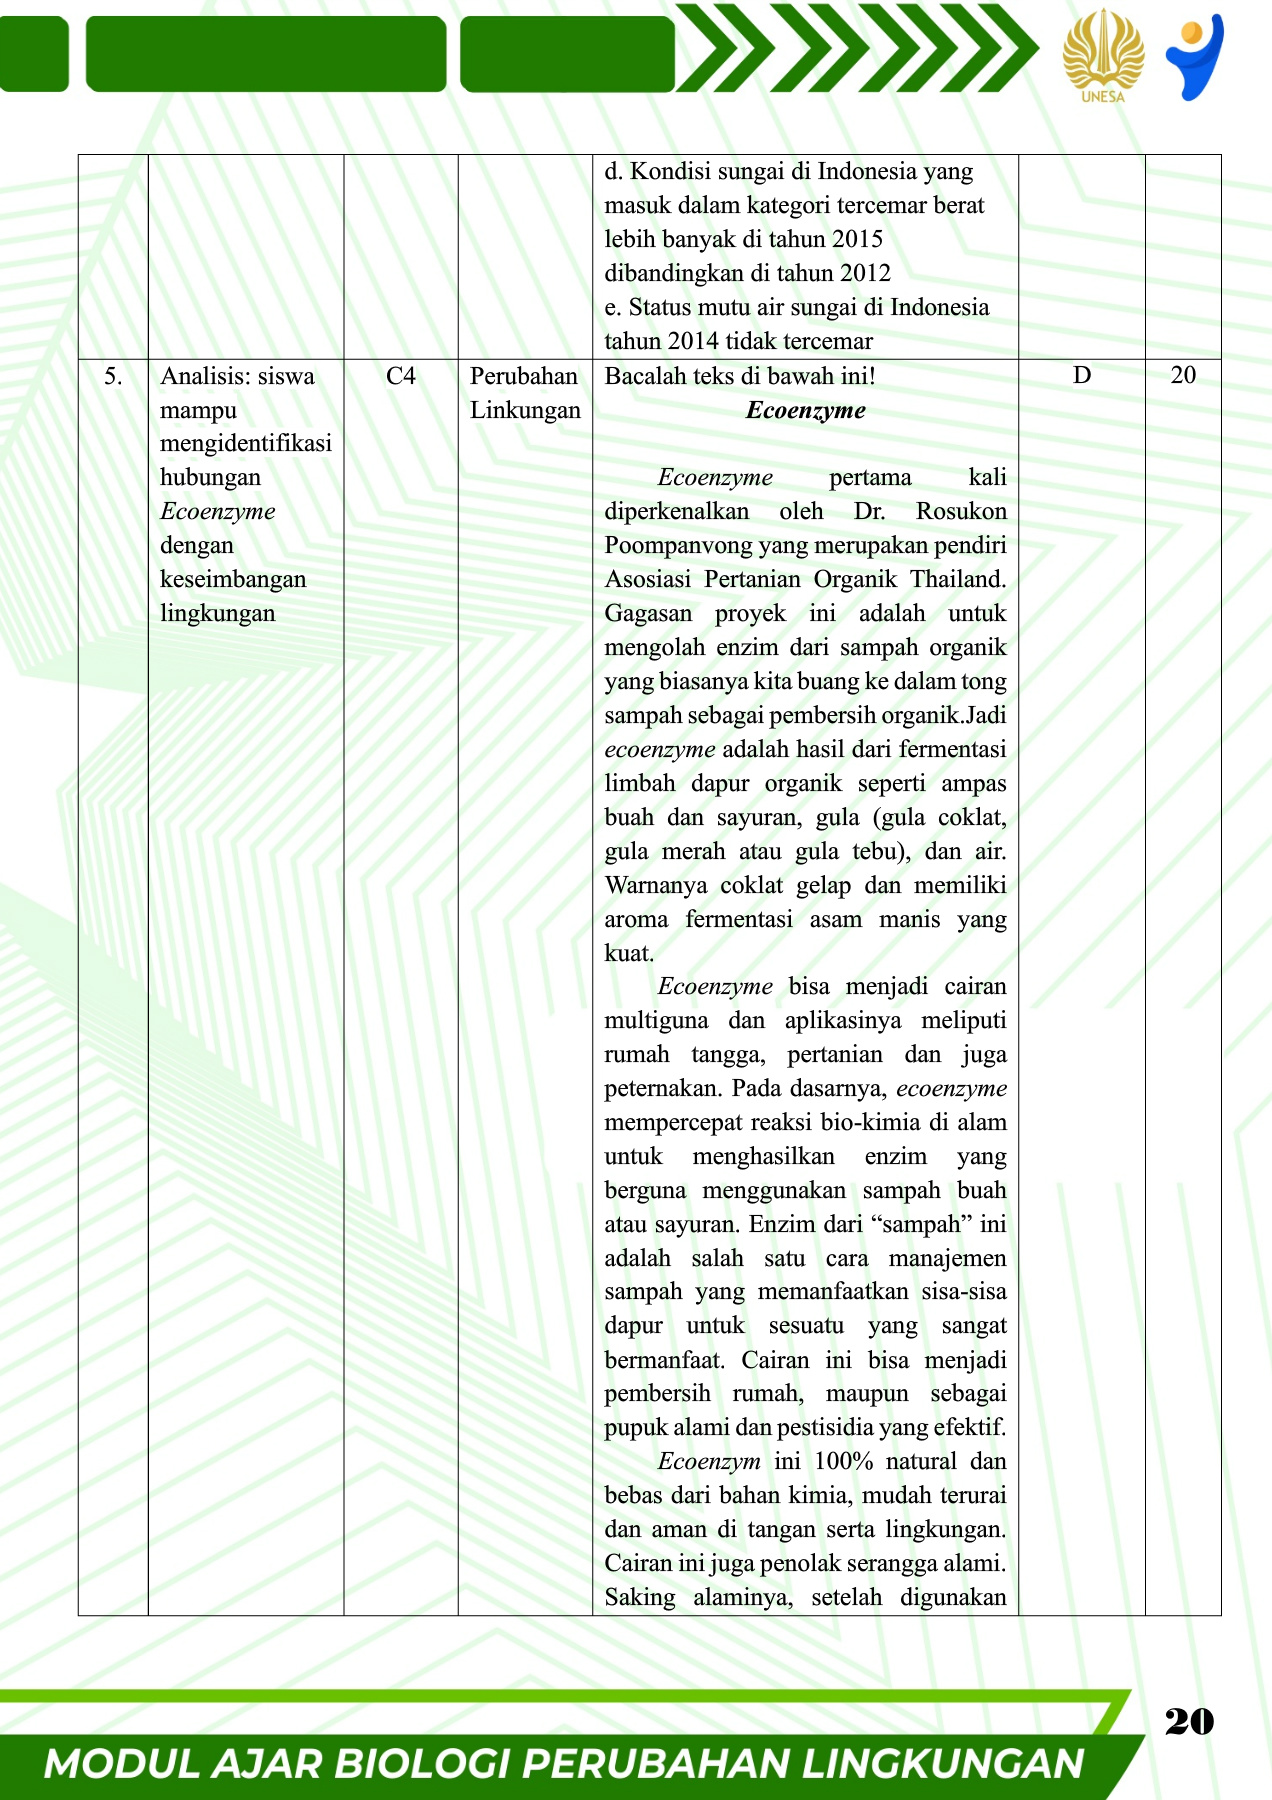 UNESA
d. Kondisi sungai di Indonesia yang
masuk dalam kategori tercemar berat
lebih banyak di tahun 2015
dibandingkan di tahun 2012
e. Status mutu air sungai di Indonesia
tahun 2014 tidak tercemar
5.
Analisis: siswa
mampu
mengidentifikasi
hubungan
Ecoenzyme
dengan
keseimbangan
lingkungan
C4
Perubahan
Linkungan
Bacalah teks di bawah ini!
Ecoenzyme
Ecoenzyme pertama kali
diperkenalkan oleh Dr. Rosukon
Poompanvong yang merupakan pendiri
Asosiasi Pertanian Organik Thailand.
Gagasan proyek ini adalah untuk
mengolah enzim dari sampah organik
yang biasanya kita buang ke dalam tong
sampah sebagai pembersih organik.Jadi
ecoenzyme adalah hasil dari fermentasi
limbah dapur organik seperti ampas
buah dan sayuran, gula (gula coklat,
gula merah atau gula tebu), dan air.
Warnanya coklat gelap dan memiliki
aroma fermentasi asam manis yang
kuat.
Ecoenzyme bisa menjadi cairan
multiguna dan aplikasinya meliputi
rumah tangga, pertanian dan juga
peternakan. Pada dasarnya, ecoenzyme
mempercepat reaksi bio-kimia di alam
untuk menghasilkan enzim yang
berguna menggunakan sampah buah
atau sayuran. Enzim dari “sampah” ini
adalah salah satu cara manajemen
sampah yang memanfaatkan sisa-sisa
dapur untuk sesuatu yang sangat
bermanfaat. Cairan ini bisa menjadi
pembersih rumah, maupun sebagai
pupuk alami dan pestisidia yang efektif.
Ecoenzym ini 100% natural dan
bebas dari bahan kimia, mudah terurai
dan aman di tangan serta lingkungan.
Cairan ini juga penolak serangga alami.
Saking alaminya, setelah digunakan
D
20
20
MODUL AJAR BIOLOGI PERUBAHAN LINGKUNGAN